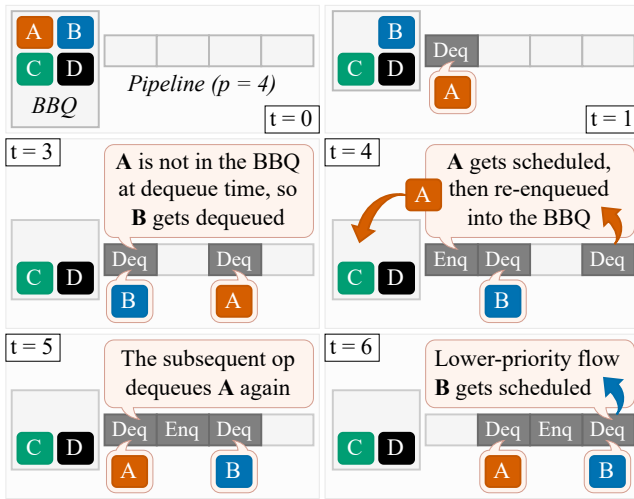 A B
C D
BBQ
Pipeline (p = 4)
t = 0
B
C D
Deq
A
t = 1
t = 3
A is not in the BBQ
at dequeue time, so
B gets dequeued
C D
Deq Deq
B A
t = 4
A gets scheduled,
then re-enqueued
into the BBQ
A
C D
Enq Deq Deq
B
t = 5
The subsequent op
dequeues A again
C D
Deq Enq Deq
A B
t = 6
Lower-priority flow
B gets scheduled
C D
Deq Enq Deq
A B